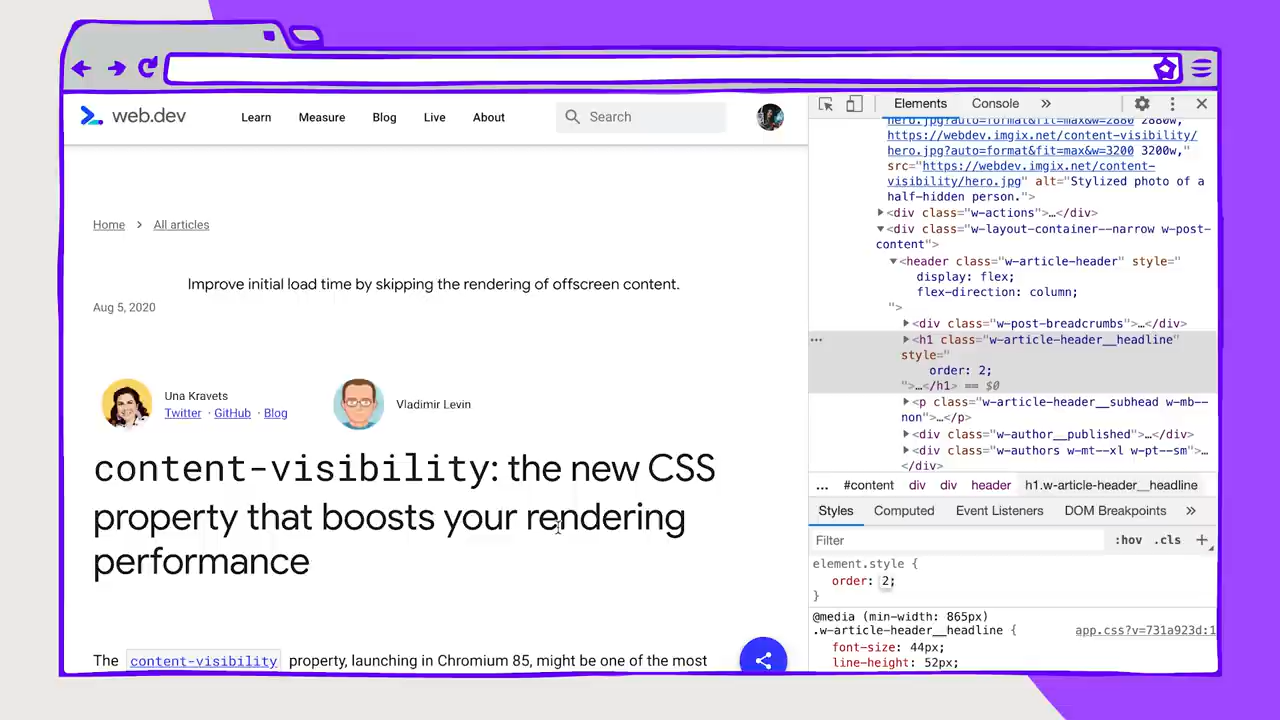 web.dev
Learn Measure Blog Live About Search
Home All articles
Improve initial load time by skipping the rendering of offscreen content.
Aug 5, 2020
Una Kravets
Twitter · GitHub · Blog
Vladimir Levin
content-visibility: the new CSS
property that boosts your rendering
performance
The content-visibility property, launching in Chromium 85, might be one of the most
Elements Console »
hero.jpg?auto=format&fit=max&w=2880 2880w,
https://webdev.imgix.net/content-visibility/
hero.jpg?auto=format&fit=max&w=3200 3200w,"
src="https://webdev.imgix.net/content-
visibility/hero.jpg" alt="Stylized photo of a
half-hidden person.">
<div class="w-actions">…</div>
<div class="w-layout-container--narrow w-post-
content">
<header class="w-article-header" style="
display: flex;
flex-direction: column;
">
<div class="w-post-breadcrumbs">…</div>
<h1 class="w-article-header__headline"
style="
order: 2;
">…</h1> == $0
<p class="w-article-header__subhead w-mb--
non">…</p>
<div class="w-author__published">…</div>
<div class="w-authors w-mt--xl w-pt--sm">…
</div>
... #content div div header h1.w-article-header__headline
Styles Computed Event Listeners DOM Breakpoints »
Filter :hov .cls +
element.style {
order: 2;
}
@media (min-width: 865px)
.w-article-header__headline { app.css?v=731a923d:1
font-size: 44px;
line-height: 52px;